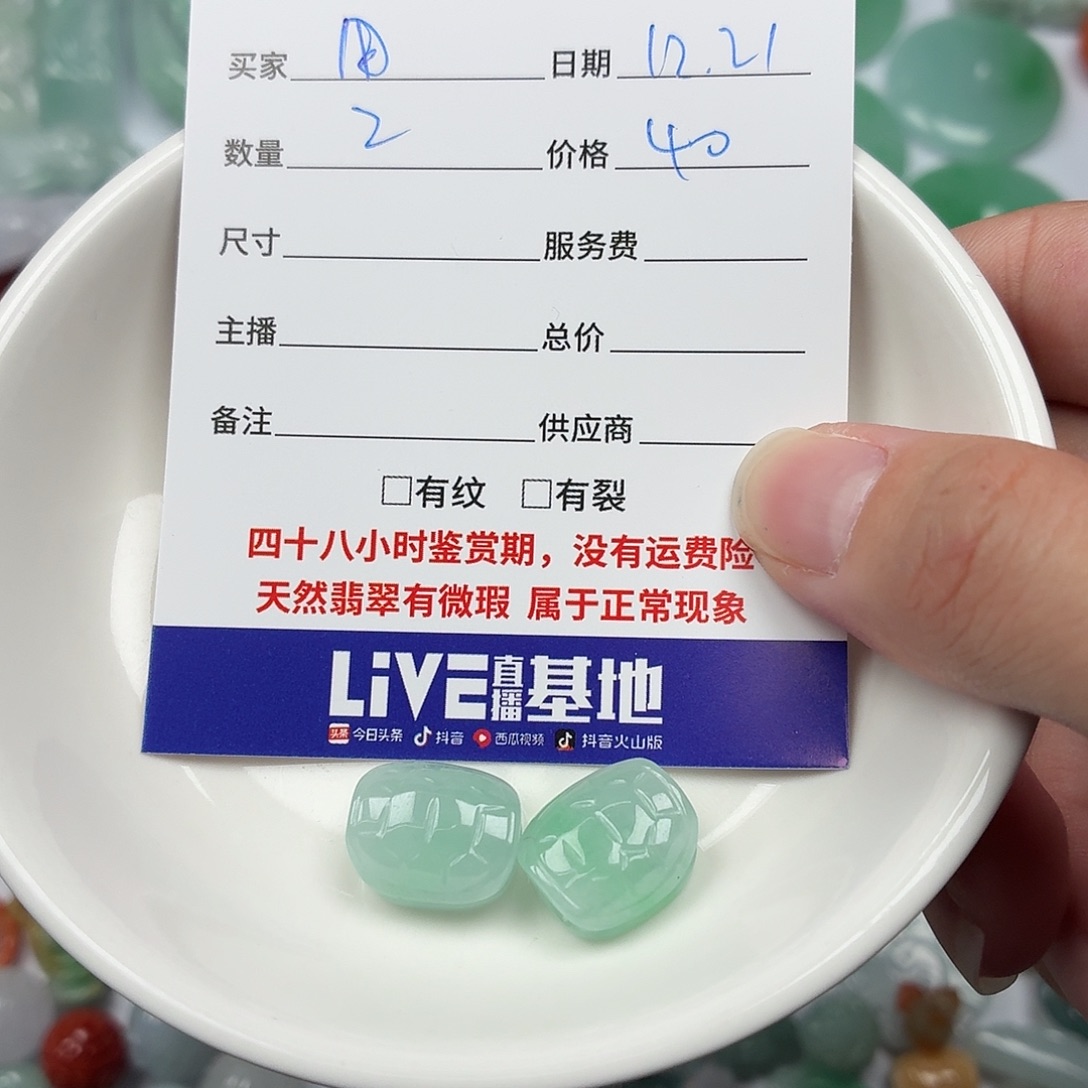 买家 日期 12.21
数量 2 价格 40
尺寸 服务费
主播 总价
备注 供应商
□有纹 □有裂
四十八小时鉴赏期，没有运费险
天然翡翠有微瑕 属于正常现象
LiVE直播基地
头条 今日头条 抖音 西瓜视频 抖音火山版